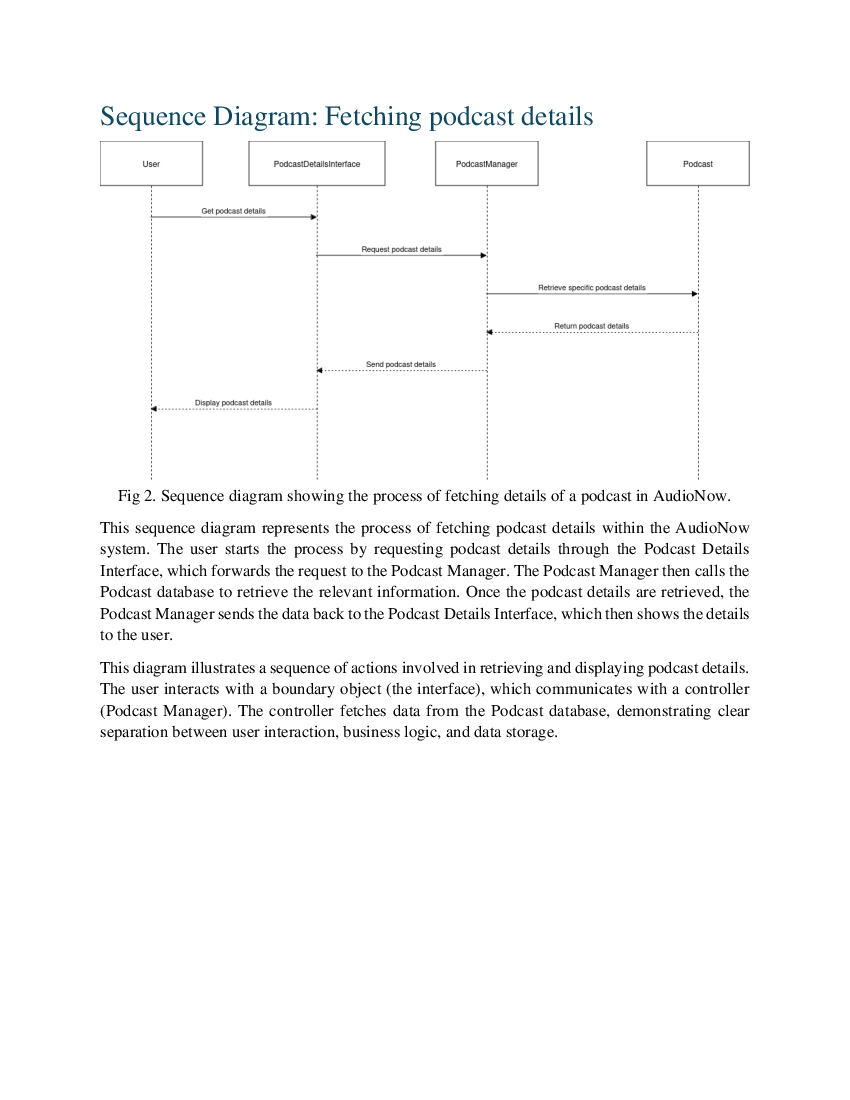 Sequence Diagram: Fetching podcast details
User
PodcastDetailsInterface
PodcastManager
Podcast
Get podcast details
Request podcast details
Retrieve specific podcast details
Return podcast details
Send podcast details
Display podcast details
Fig 2. Sequence diagram showing the process of fetching details of a podcast in AudioNow.
This sequence diagram represents the process of fetching podcast details within the AudioNow
system. The user starts the process by requesting podcast details through the Podcast Details
Interface, which forwards the request to the Podcast Manager. The Podcast Manager then calls the
Podcast database to retrieve the relevant information. Once the podcast details are retrieved, the
Podcast Manager sends the data back to the Podcast Details Interface, which then shows the details
to the user.
This diagram illustrates a sequence of actions involved in retrieving and displaying podcast details.
The user interacts with a boundary object (the interface), which communicates with a controller
(Podcast Manager). The controller fetches data from the Podcast database, demonstrating clear
separation between user interaction, business logic, and data storage.